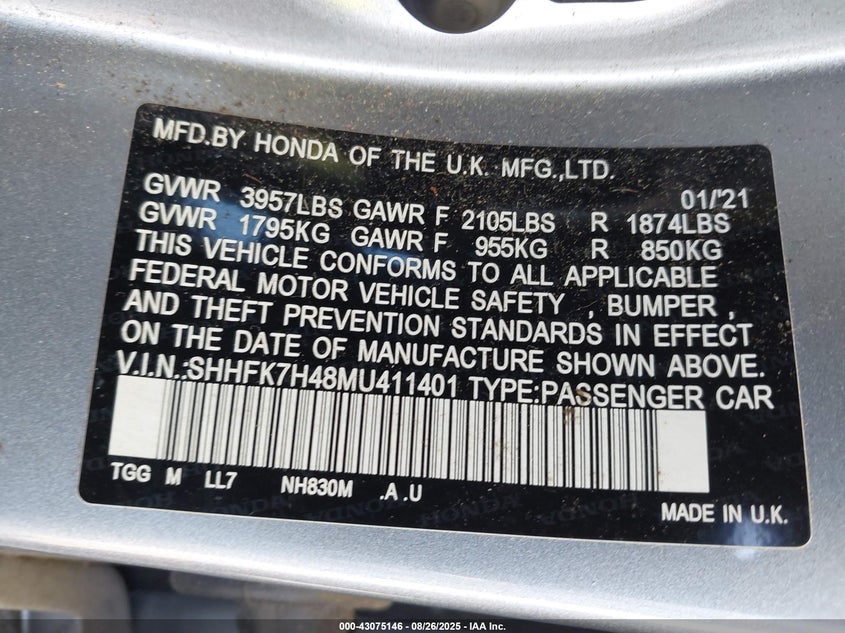 MFD.BY HONDA OF THE U.K. MFG.,LTD.
01/'21
GVWR 3957LBS GAWR F 2105LBS R 1874LBS
GVWR 1795KG GAWR F 955KG R 850KG
THIS VEHICLE CONFORMS TO ALL APPLICABLE
FEDERAL MOTOR VEHICLE SAFETY , BUMPER ,
AND THEFT PREVENTION STANDARDS IN EFFECT
ON THE DATE OF MANUFACTURE SHOWN ABOVE.
V.I.N.:SHHFK7H48MU411401 TYPE:PASSENGER CAR
TGG M LL7 NH830M .A .U
MADE IN U.K.
000-43075146 - 08/26/2025 - IAA Inc.